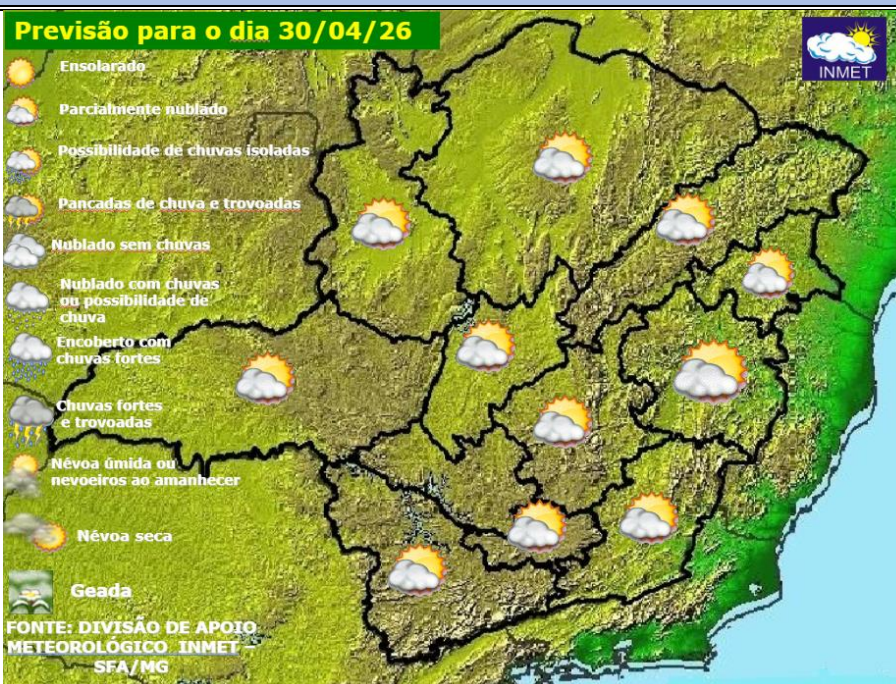 Previsão para o dia 30/04/26
INMET
Ensolarado
Parcialmente nublado
Possibilidade de chuvas isoladas
Pancadas de chuva e trovoadas
Nublado sem chuvas
Nublado com chuvas
ou possibilidade de
chuva
Encoberto com
chuvas fortes
Chuvas fortes
e trovoadas
Névoa úmida ou
nevoeiros ao amanhecer
Névoa seca
Geada
FONTE: DIVISÃO DE APOIO
METEOROLÓGICO INMET –
SFA/MG